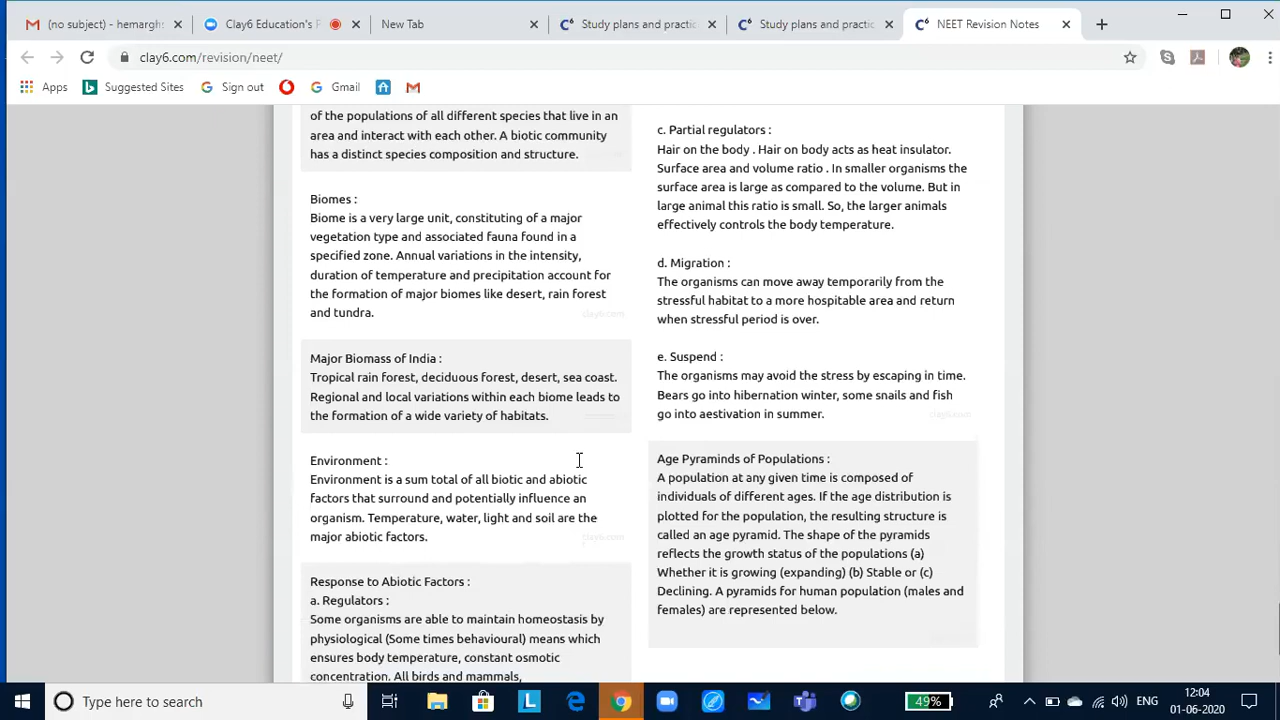 (no subject) - hemarghs
Clay6 Education's P
New Tab
Study plans and practic
Study plans and practic
NEET Revision Notes
clay6.com/revision/neet/
Apps
Suggested Sites
Sign out
Gmail
of the populations of all different species that live in an
area and interact with each other. A biotic community
has a distinct species composition and structure.
Biomes :
Biome is a very large unit, constituting of a major
vegetation type and associated fauna found in a
specified zone. Annual variations in the intensity,
duration of temperature and precipitation account for
the formation of major biomes like desert, rain forest
and tundra.
clay6.com
Major Biomass of India :
Tropical rain forest, deciduous forest, desert, sea coast.
Regional and local variations within each biome leads to
the formation of a wide variety of habitats.
Environment :
Environment is a sum total of all biotic and abiotic
factors that surround and potentially influence an
organism. Temperature, water, light and soil are the
major abiotic factors.
clay6.com
Response to Abiotic Factors :
a. Regulators :
Some organisms are able to maintain homeostasis by
physiological (Some times behavioural) means which
ensures body temperature, constant osmotic
concentration. All birds and mammals,
c. Partial regulators :
Hair on the body . Hair on body acts as heat insulator.
Surface area and volume ratio . In smaller organisms the
surface area is large as compared to the volume. But in
large animal this ratio is small. So, the larger animals
effectively controls the body temperature.
d. Migration :
The organisms can move away temporarily from the
stressful habitat to a more hospitable area and return
when stressful period is over.
e. Suspend :
The organisms may avoid the stress by escaping in time.
Bears go into hibernation winter, some snails and fish
go into aestivation in summer.
clay6.com
Age Pyraminds of Populations :
A population at any given time is composed of
individuals of different ages. If the age distribution is
plotted for the population, the resulting structure is
called an age pyramid. The shape of the pyramids
reflects the growth status of the populations (a)
Whether it is growing (expanding) (b) Stable or (c)
Declining. A pyramids for human population (males and
females) are represented below.
Type here to search
49%
ENG
12:04
01-06-2020